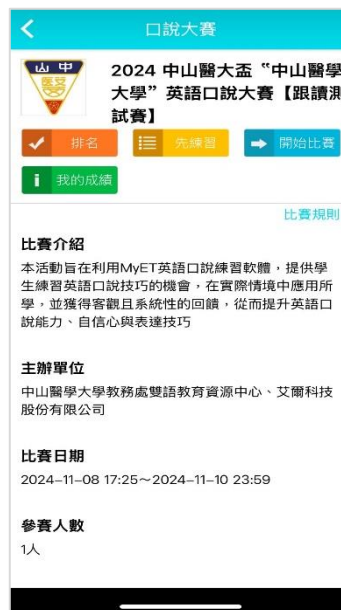 口說大賽
山 中
醫
2024 中山醫大盃 “中山醫學
大學” 英語口說大賽【跟讀測
試賽】
排名
先練習
開始比賽
我的成績
比賽規則
比賽介紹
本活動旨在利用MyET英語口說練習軟體，提供學
生練習英語口說技巧的機會，在實際情境中應用所
學，並獲得客觀且系統性的回饋，從而提升英語口
說能力、自信心與表達技巧
主辦單位
中山醫學大學教務處雙語教育資源中心、艾爾科技
股份有限公司
比賽日期
2024-11-08 17:25～2024-11-10 23:59
參賽人數
1人